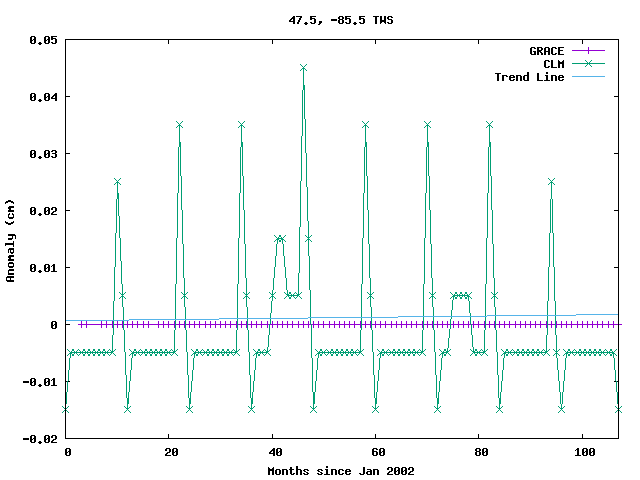 47.5, -85.5 TWS
GRACE
CLM
Trend Line
0.05
0.04
0.03
0.02
0.01
0
-0.01
-0.02
Anomaly (cm)
0 20 40 60 80 100
Months since Jan 2002